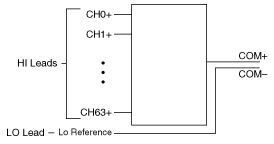 CH0+
CH1+
HI Leads
CH63+
COM+
COM–
LO Lead – Lo Reference